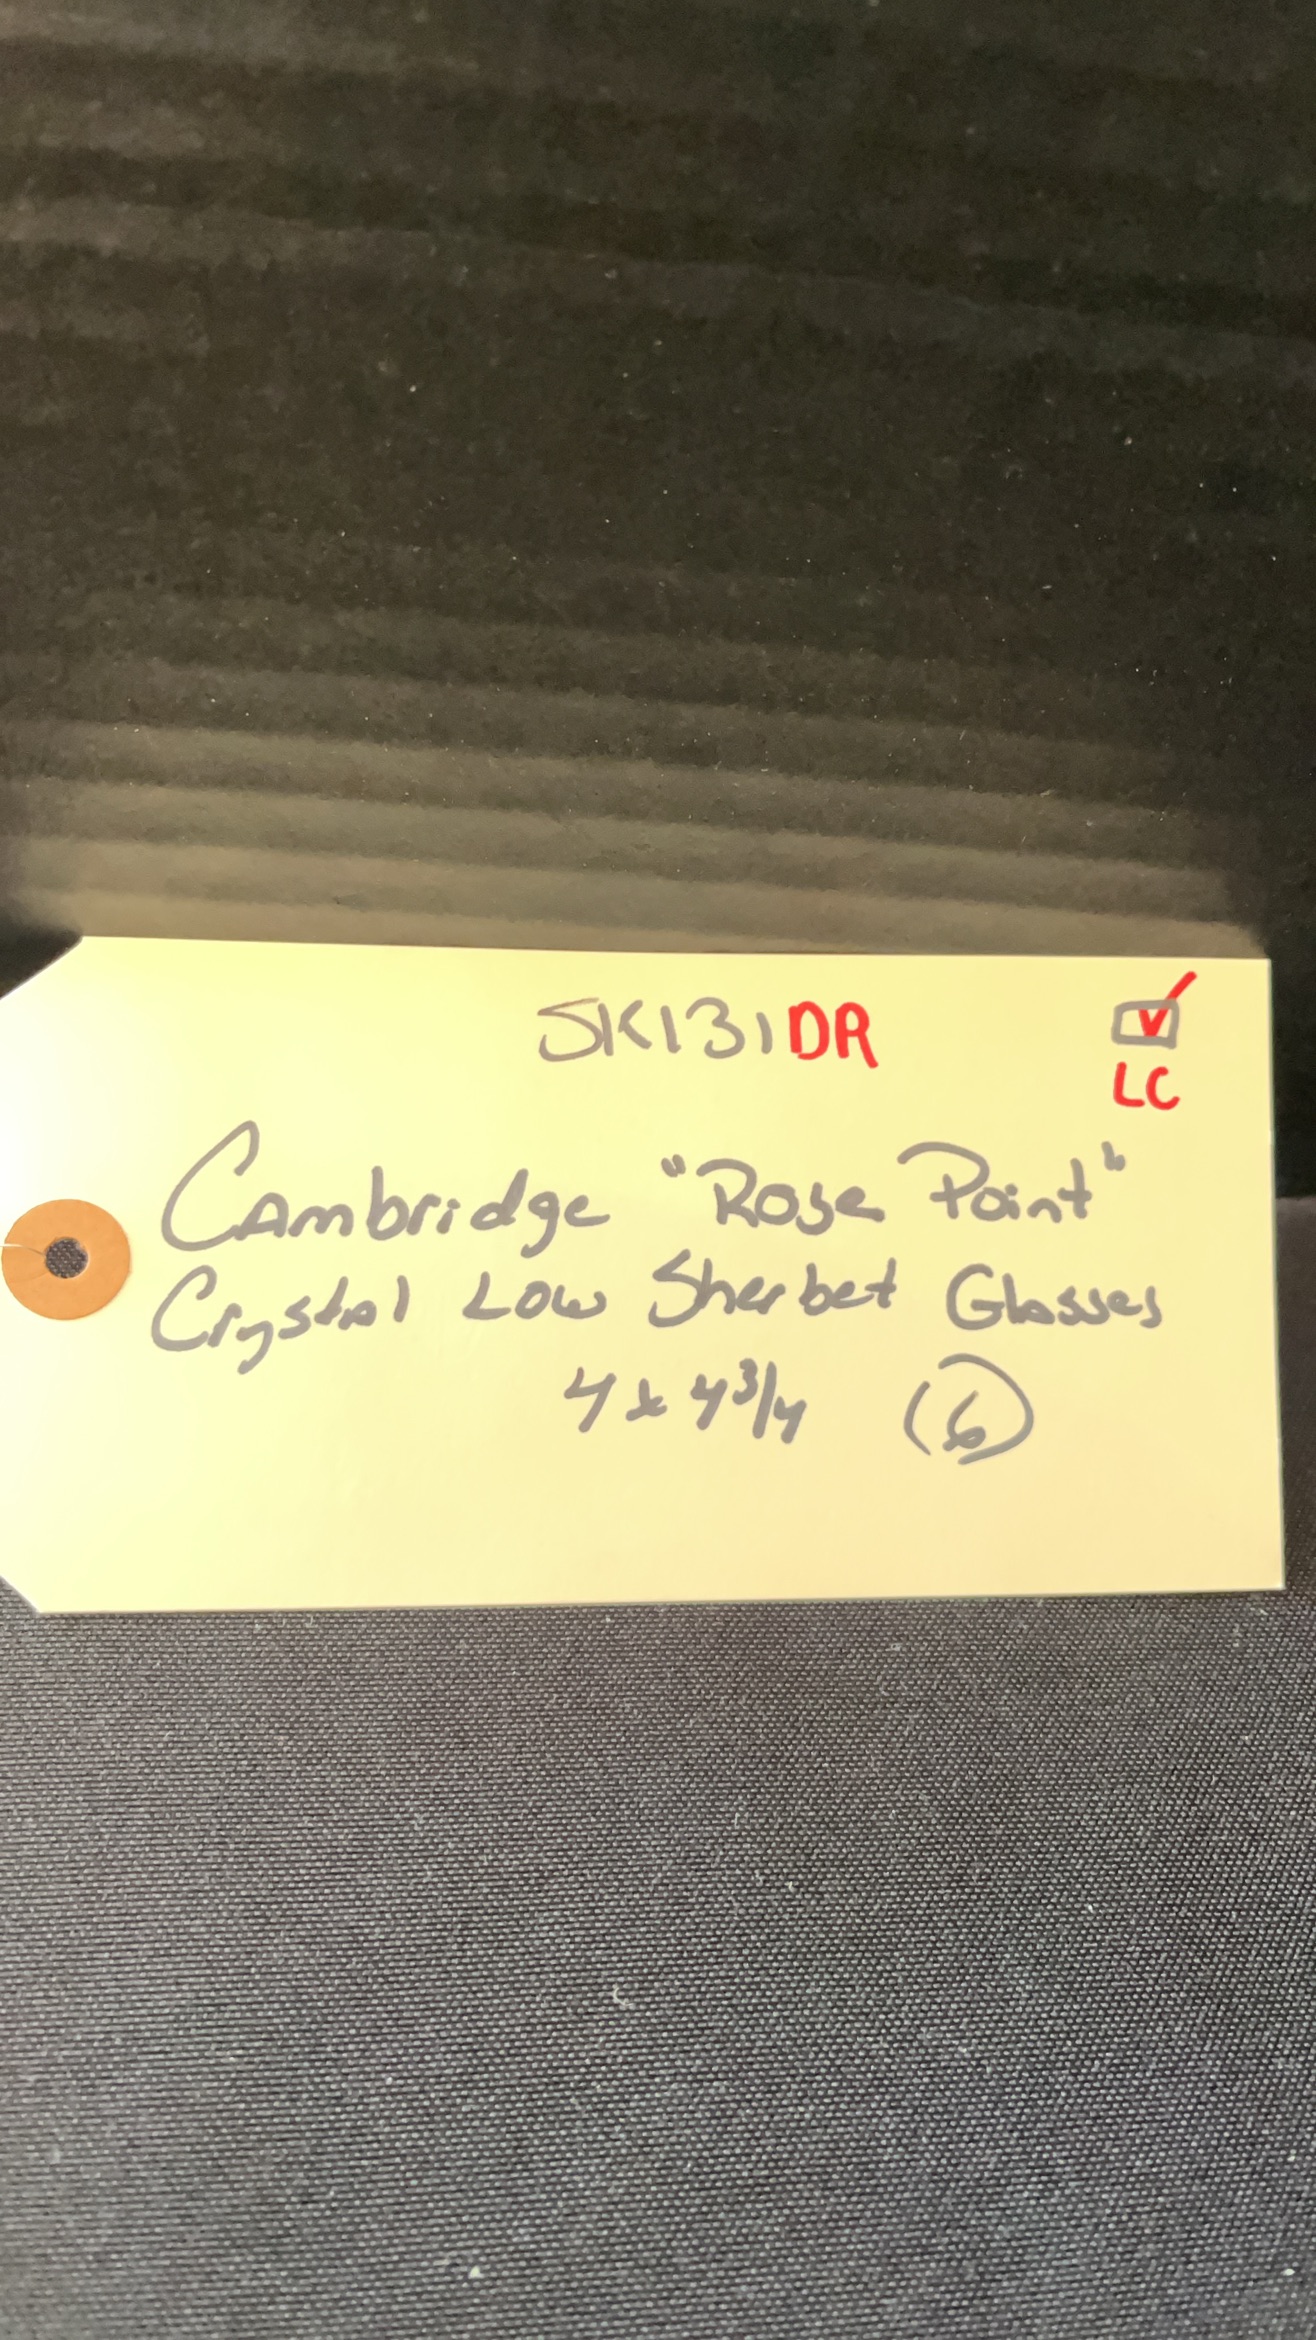 SK131DR
LC
Cambridge "Rose Point"
Crystal Low Sherbet Glasses
4 x 4 3/4 (6)